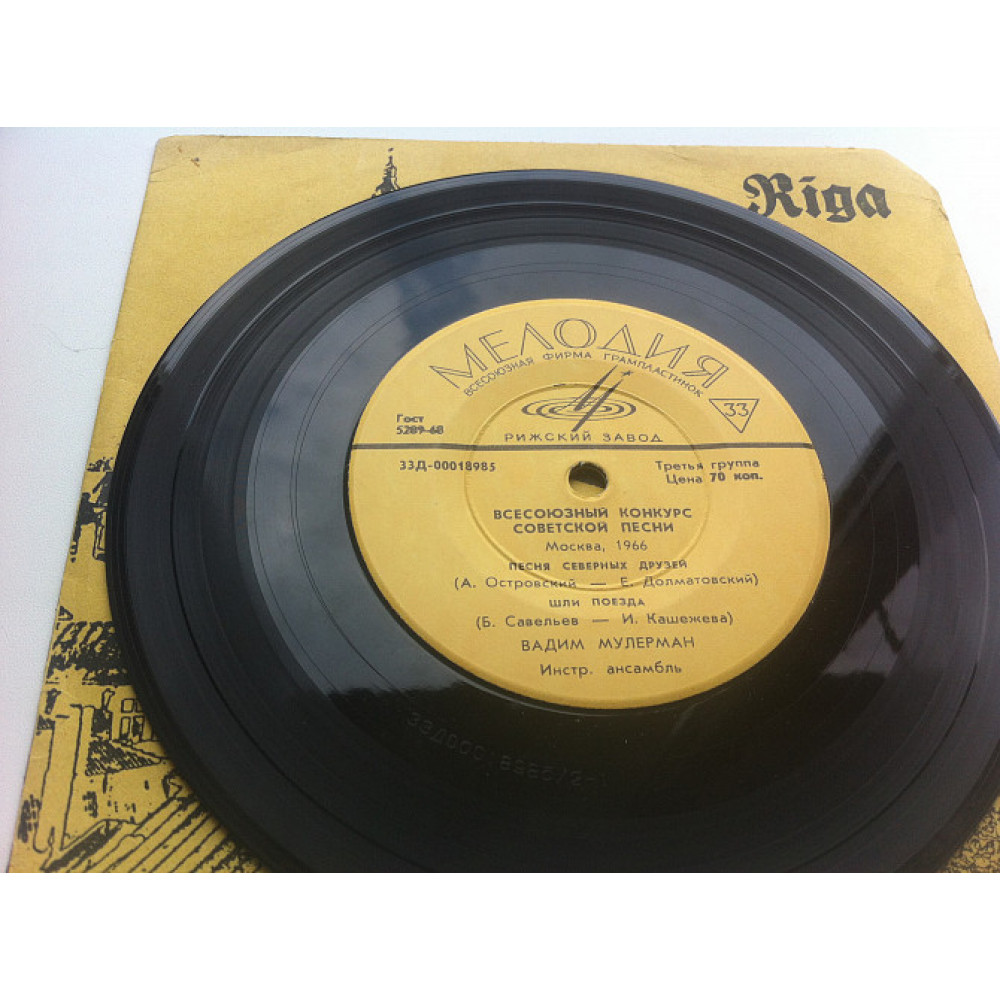 Riga
МЕЛОДИЯ
ВСЕСОЮЗНАЯ ФИРМА ГРАМПЛАСТИНОК
33
Гост
5289-68
РИЖСКИЙ ЗАВОД
33Д-00018985
Третья группа
Цена 70 коп.
ВСЕСОЮЗНЫЙ КОНКУРС
СОВЕТСКОЙ ПЕСНИ
Москва, 1966
ПЕСНЯ СЕВЕРНЫХ ДРУЗЕЙ
(А. Островский — Е. Долматовский)
ШЛИ ПОЕЗДА
(Б. Савельев — И. Кашежева)
ВАДИМ МУЛЕРМАН
Инстр. ансамбль